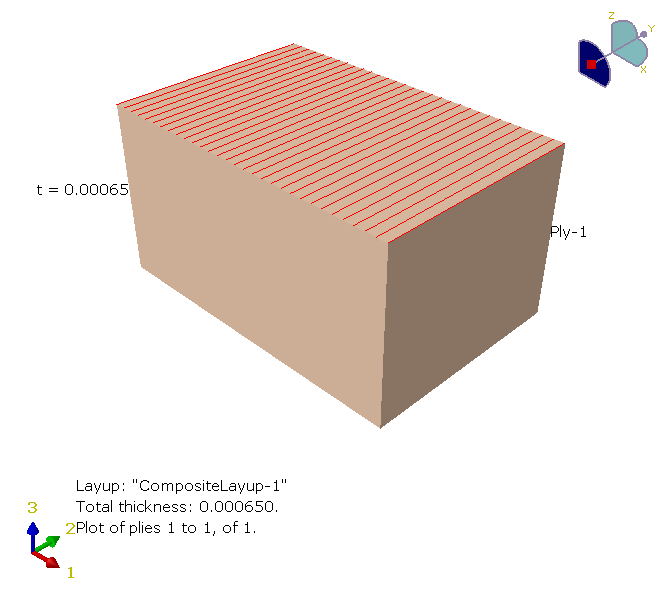 Z
Y
X
t = 0.00065
Ply-1
Layup: "CompositeLayup-1"
Total thickness: 0.000650.
Plot of plies 1 to 1, of 1.
3
2
1